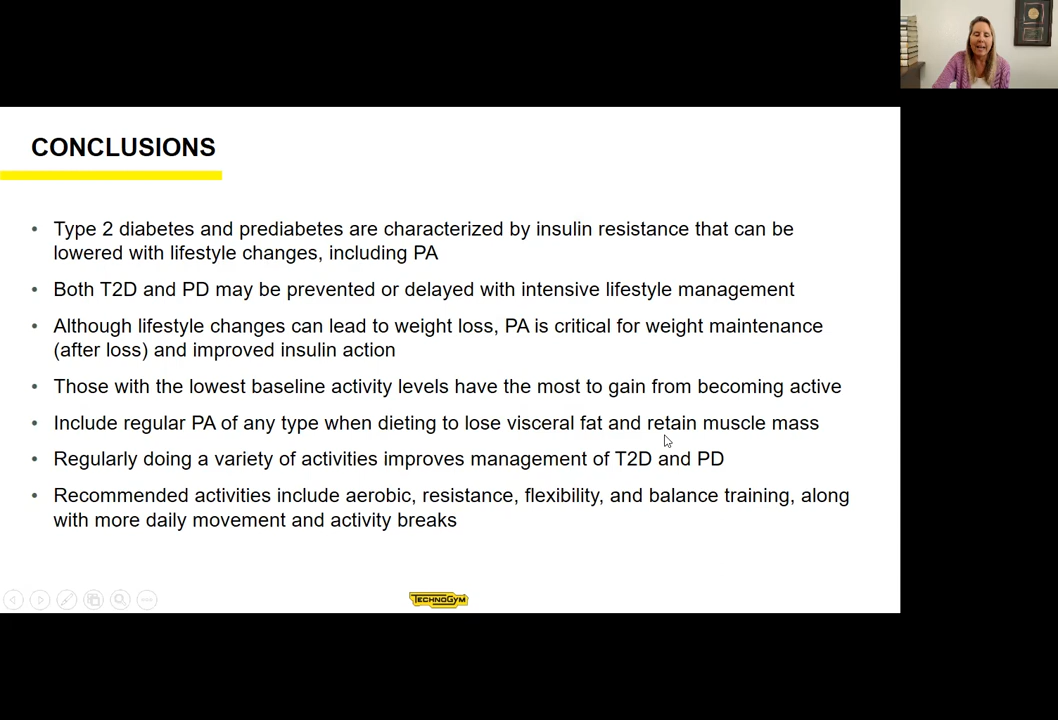 CONCLUSIONS
• Type 2 diabetes and prediabetes are characterized by insulin resistance that can be
lowered with lifestyle changes, including PA
• Both T2D and PD may be prevented or delayed with intensive lifestyle management
• Although lifestyle changes can lead to weight loss, PA is critical for weight maintenance
(after loss) and improved insulin action
• Those with the lowest baseline activity levels have the most to gain from becoming active
• Include regular PA of any type when dieting to lose visceral fat and retain muscle mass
• Regularly doing a variety of activities improves management of T2D and PD
• Recommended activities include aerobic, resistance, flexibility, and balance training, along
with more daily movement and activity breaks
TECHNOGYM